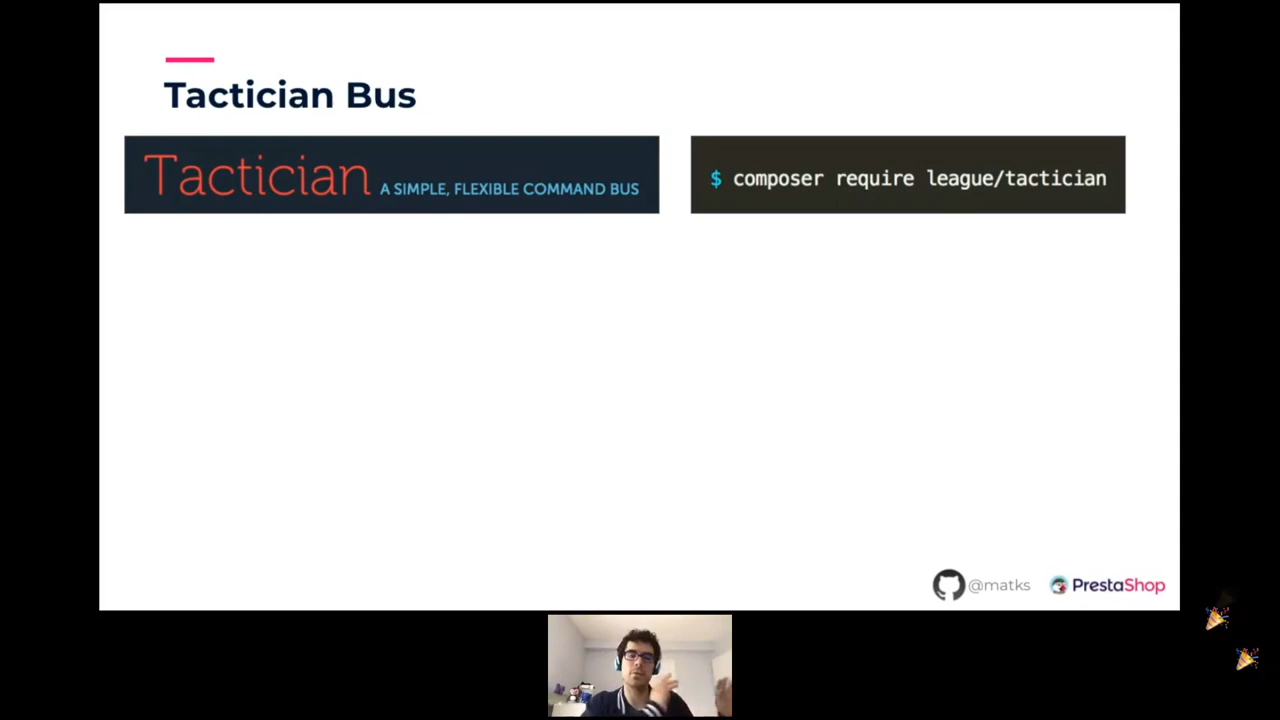 Tactician Bus
Tactician A SIMPLE, FLEXIBLE COMMAND BUS
$ composer require league/tactician
@matks PrestaShop